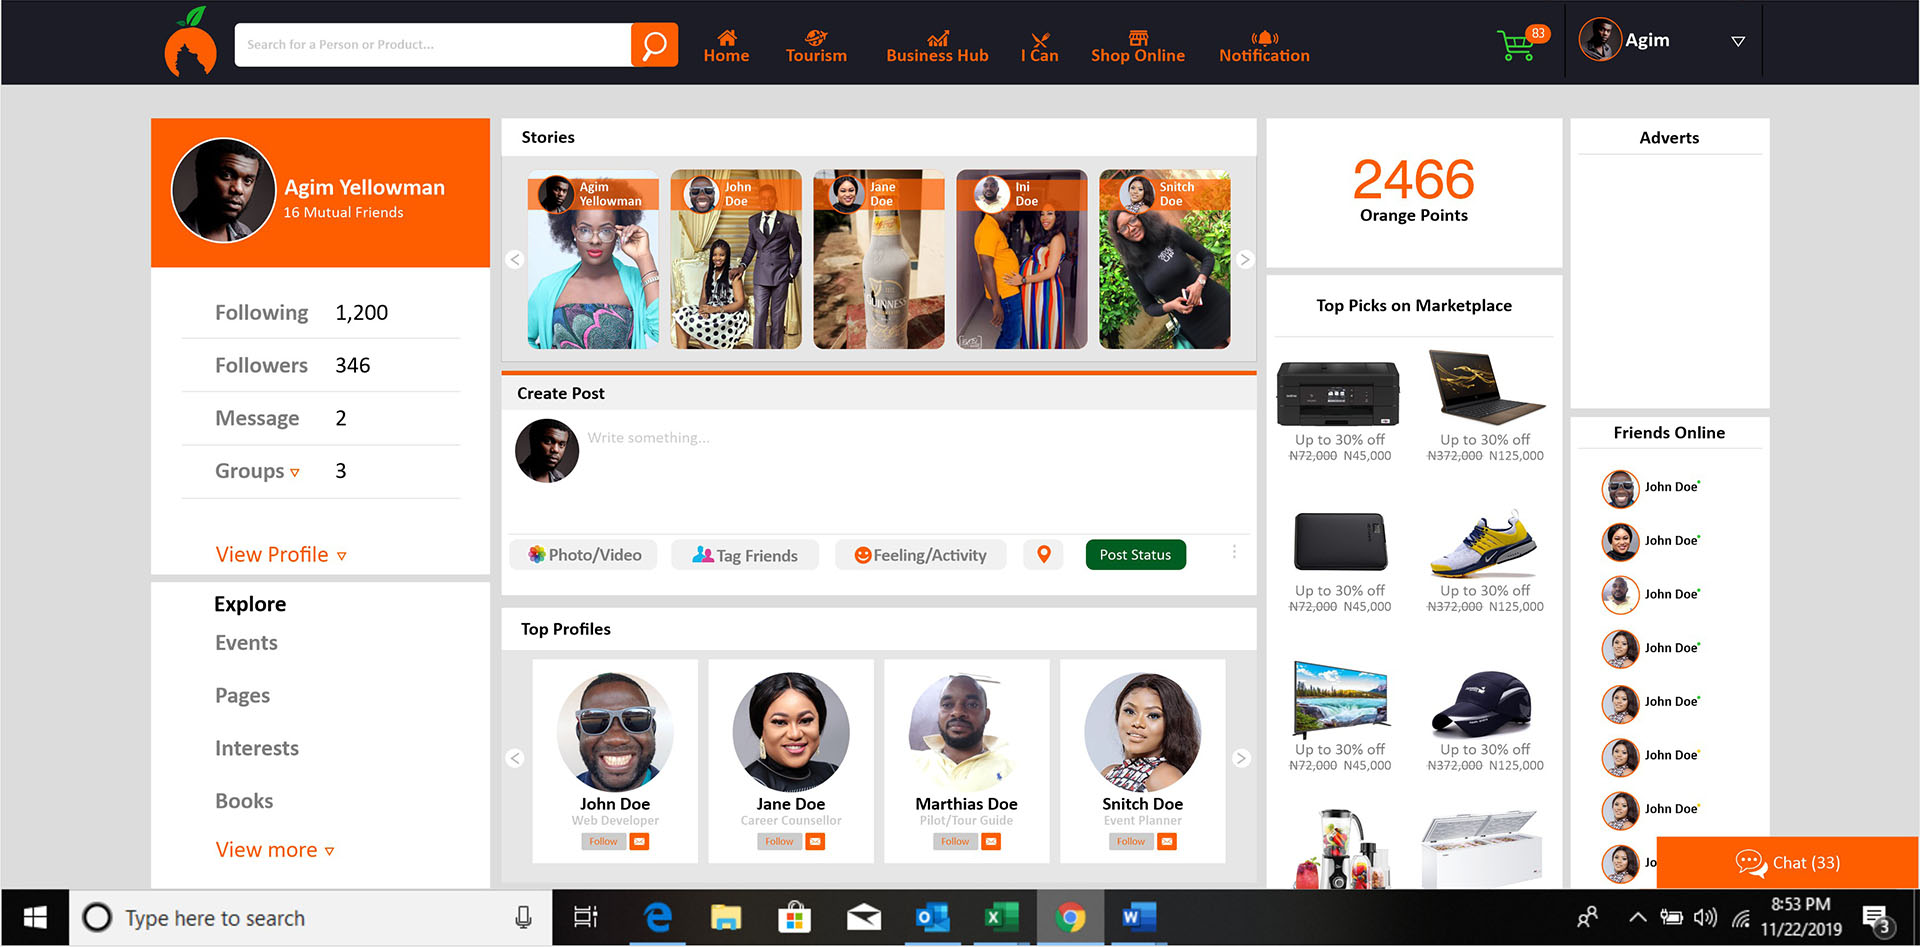 Search for a Person or Product...
Home
Tourism
Business Hub
I Can
Shop Online
Notification
83
Agim
Agim Yellowman
16 Mutual Friends
Following 1,200
Followers 346
Message 2
Groups 3
View Profile
Explore
Events
Pages
Interests
Books
View more
Stories
Agim
Yellowman
John
Doe
Jane
Doe
Ini
Doe
Snitch
Doe
GUINNESS
Create Post
Write something...
Photo/Video
Tag Friends
Feeling/Activity
Post Status
Top Profiles
John Doe
Web Developer
Follow
Jane Doe
Career Counsellor
Follow
Marthias Doe
Pilot/Tour Guide
Follow
Snitch Doe
Event Planner
Follow
2466
Orange Points
Top Picks on Marketplace
Up to 30% off
N72,000 N45,000
Up to 30% off
N372,000 N125,000
Up to 30% off
N72,000 N45,000
Up to 30% off
N372,000 N125,000
Up to 30% off
N72,000 N45,000
Up to 30% off
N372,000 N125,000
Adverts
Friends Online
John Doe
John Doe
John Doe
John Doe
John Doe
John Doe
John Doe
Jo
Chat (33)
Type here to search
8:53 PM
11/22/2019
3